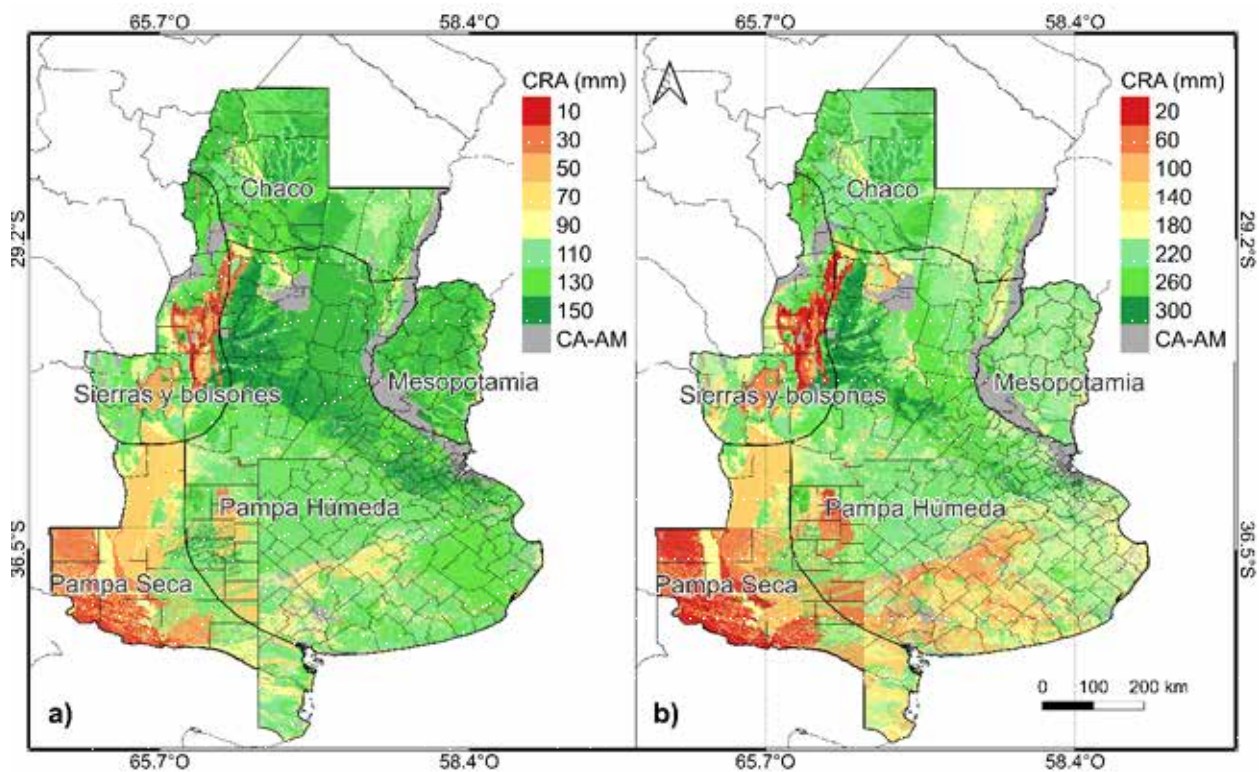 65.7°O 58.4°O 65.7°O 58.4°O
CRA (mm)
10
30
50
70
90
110
130
150
CA-AM
CRA (mm)
20
60
100
140
180
220
260
300
CA-AM
29.2°S
36.5°S
29.2°S
36.5°S
Chaco
Mesopotamia
Sierras y bolsones
Pampa Húmeda
Pampa Seca
a)
Chaco
Mesopotamia
Sierras y bolsones
Pampa Húmeda
Pampa Seca
b)
0 100 200 km
65.7°O 58.4°O 65.7°O 58.4°O